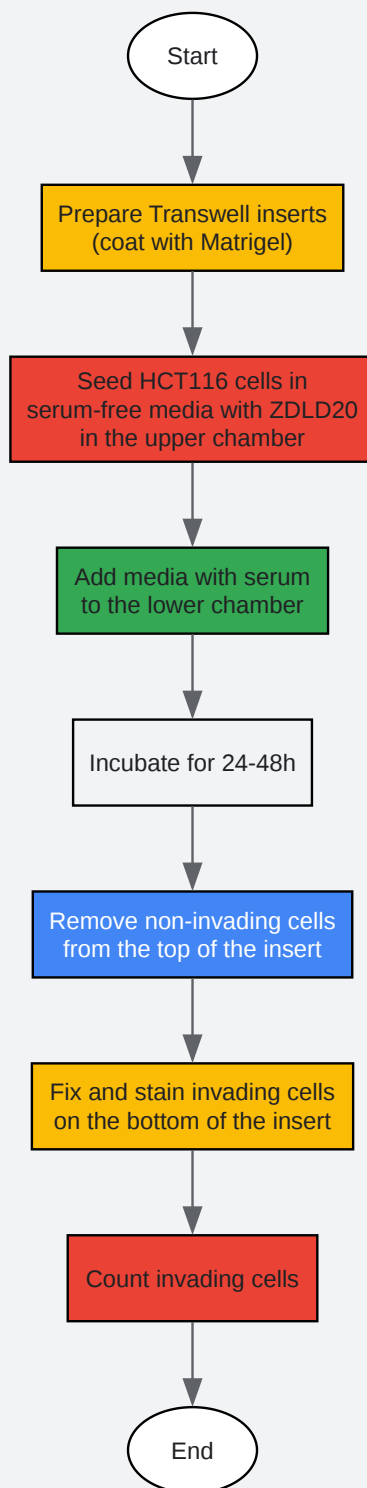 Start
Prepare Transwell inserts
(coat with Matrigel)
Seed HCT116 cells in
serum-free media with ZDLD20
in the upper chamber
Add media with serum
to the lower chamber
Incubate for 24-48h
Remove non-invading cells
from the top of the insert
Fix and stain invading cells
on the bottom of the insert
Count invading cells
End